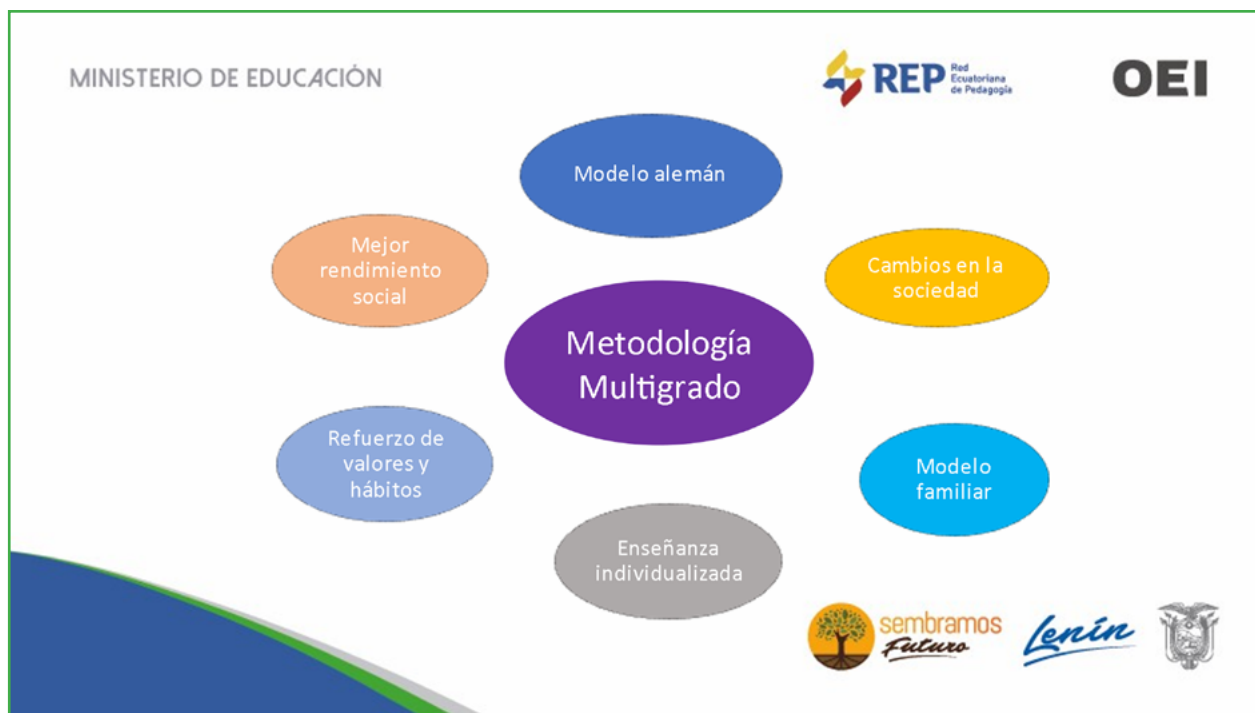 MINISTERIO DE EDUCACIÓN
REP
Red
Ecuatoriana
de Pedagogía
OEI
Modelo alemán
Mejor
rendimiento
social
Cambios en la
sociedad
Metodología
Multigrado
Refuerzo de
valores y
hábitos
Modelo
familiar
Enseñanza
individualizada
sembramos
Futuro
Lenín